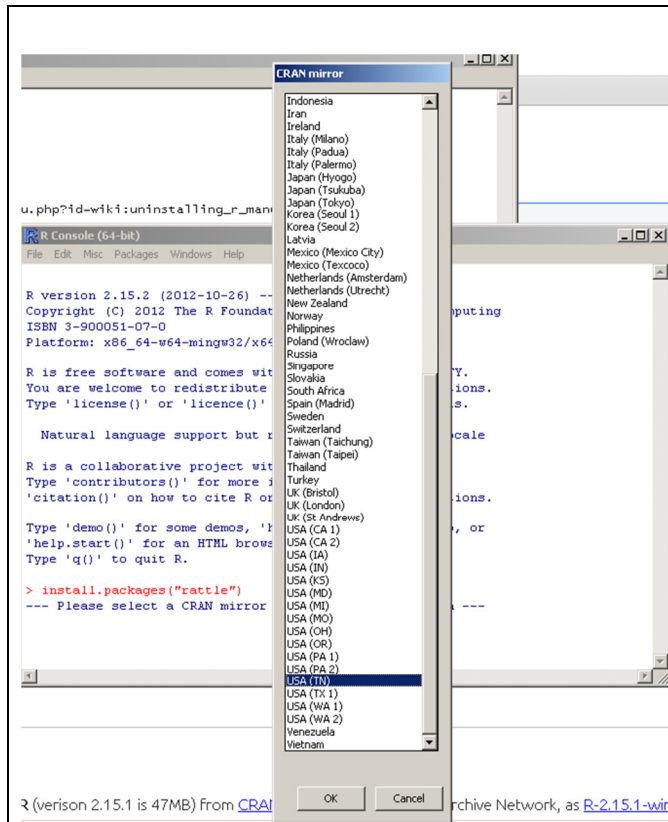 CRAN mirror
Indonesia
Iran
Ireland
Italy (Milano)
Italy (Padua)
Italy (Palermo)
Japan (Hyogo)
Japan (Tsukuba)
Japan (Tokyo)
Korea (Seoul 1)
Korea (Seoul 2)
Latvia
Mexico (Mexico City)
Mexico (Texcoco)
Netherlands (Amsterdam)
Netherlands (Utrecht)
New Zealand
Norway
Philippines
Poland (Wroclaw)
Russia
Singapore
Slovakia
South Africa
Spain (Madrid)
Sweden
Switzerland
Taiwan (Taichung)
Taiwan (Taipei)
Thailand
Turkey
UK (Bristol)
UK (London)
UK (St Andrews)
USA (CA 1)
USA (CA 2)
USA (IA)
USA (IN)
USA (KS)
USA (MD)
USA (MI)
USA (MO)
USA (OH)
USA (OR)
USA (PA 1)
USA (PA 2)
USA (TN)
USA (TX 1)
USA (WA 1)
USA (WA 2)
Venezuela
Vietnam
OK Cancel
u.php?id=wiki:uninstalling_r_man
R Console (64-bit)
File Edit Misc Packages Windows Help
R version 2.15.2 (2012-10-26) --
Copyright (C) 2012 The R Foundat puting
ISBN 3-900051-07-0
Platform: x86_64-w64-mingw32/x64
R is free software and comes wit Y.
You are welcome to redistribute ions.
Type 'license()' or 'licence()' s.
Natural language support but r ocale
R is a collaborative project wit
Type 'contributors()' for more i
'citation()' on how to cite R or ions.
Type 'demo()' for some demos, 'h , or
'help.start()' for an HTML brows
Type 'q()' to quit R.
> install.packages("rattle")
--- Please select a CRAN mirror ---
R (verison 2.15.1 is 47MB) from CRAN rchive Network, as R-2.15.1-win